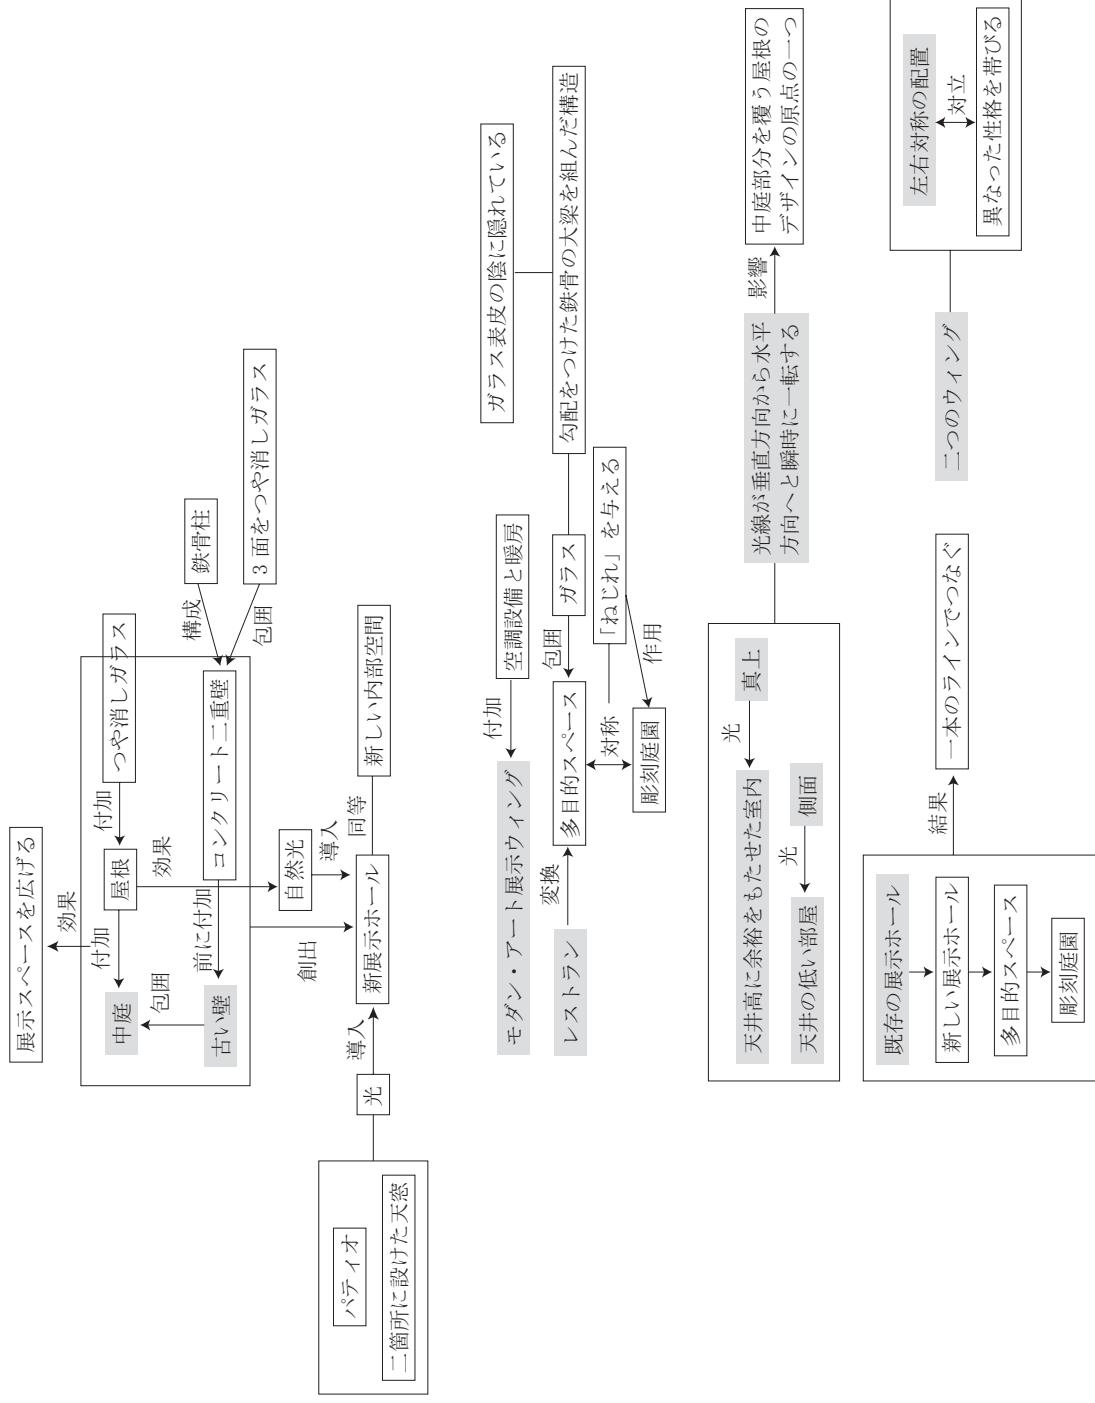 展示スペースを広げる
効果
付加
中庭
包囲
古い壁
屋根
付加
つや消しガラス
効果
前に付加
コンクリート二重壁
構成
鉄骨柱
包囲
3 面をつや消しガラス
創出
自然光
導入
パティオ
二箇所に設けた天窓
光
導入
新展示ホール
同等
新しい内部空間
モダン・アート展示ウィング
付加
空調設備と暖房
レストラン
変換
多目的スペース
包囲
ガラス
勾配をつけた鉄骨の大梁を組んだ構造
ガラス表皮の陰に隠れている
対称
「ねじれ」を与える
作用
彫刻庭園
天井高に余裕をもたせた室内
光
真上
天井の低い部屋
光
側面
光線が垂直方向から水平
方向へと瞬時に一転する
影響
中庭部分を覆う屋根の
デザインの原点の一つ
既存の展示ホール
新しい展示ホール
多目的スペース
彫刻庭園
結果
一本のラインでつなぐ
二つのウィング
左右対称の配置
対立
異なった性格を帯びる